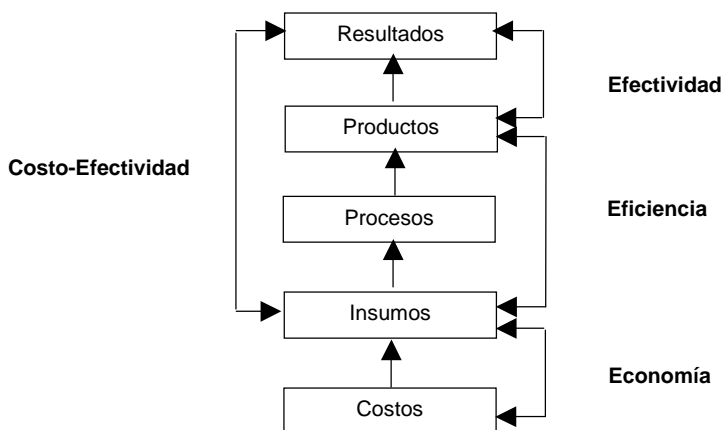 Resultados
Efectividad
Productos
Costo-Efectividad
Procesos
Eficiencia
Insumos
Economía
Costos